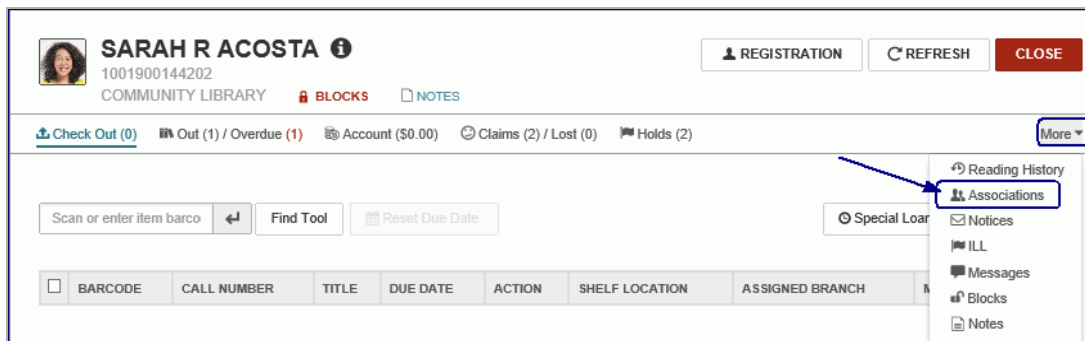 SARAH R ACOSTA
REGISTRATION
REFRESH
CLOSE
1001900144202
COMMUNITY LIBRARY BLOCKS NOTES
Check Out (0) Out (1) / Overdue (1) Account ($0.00) Claims (2) / Lost (0) Holds (2) More
Reading History
Associations
Notices
ILL
Messages
Blocks
Notes
Scan or enter item barco Find Tool Reset Due Date Special Loan
BARCODE CALL NUMBER TITLE DUE DATE ACTION SHELF LOCATION ASSIGNED BRANCH